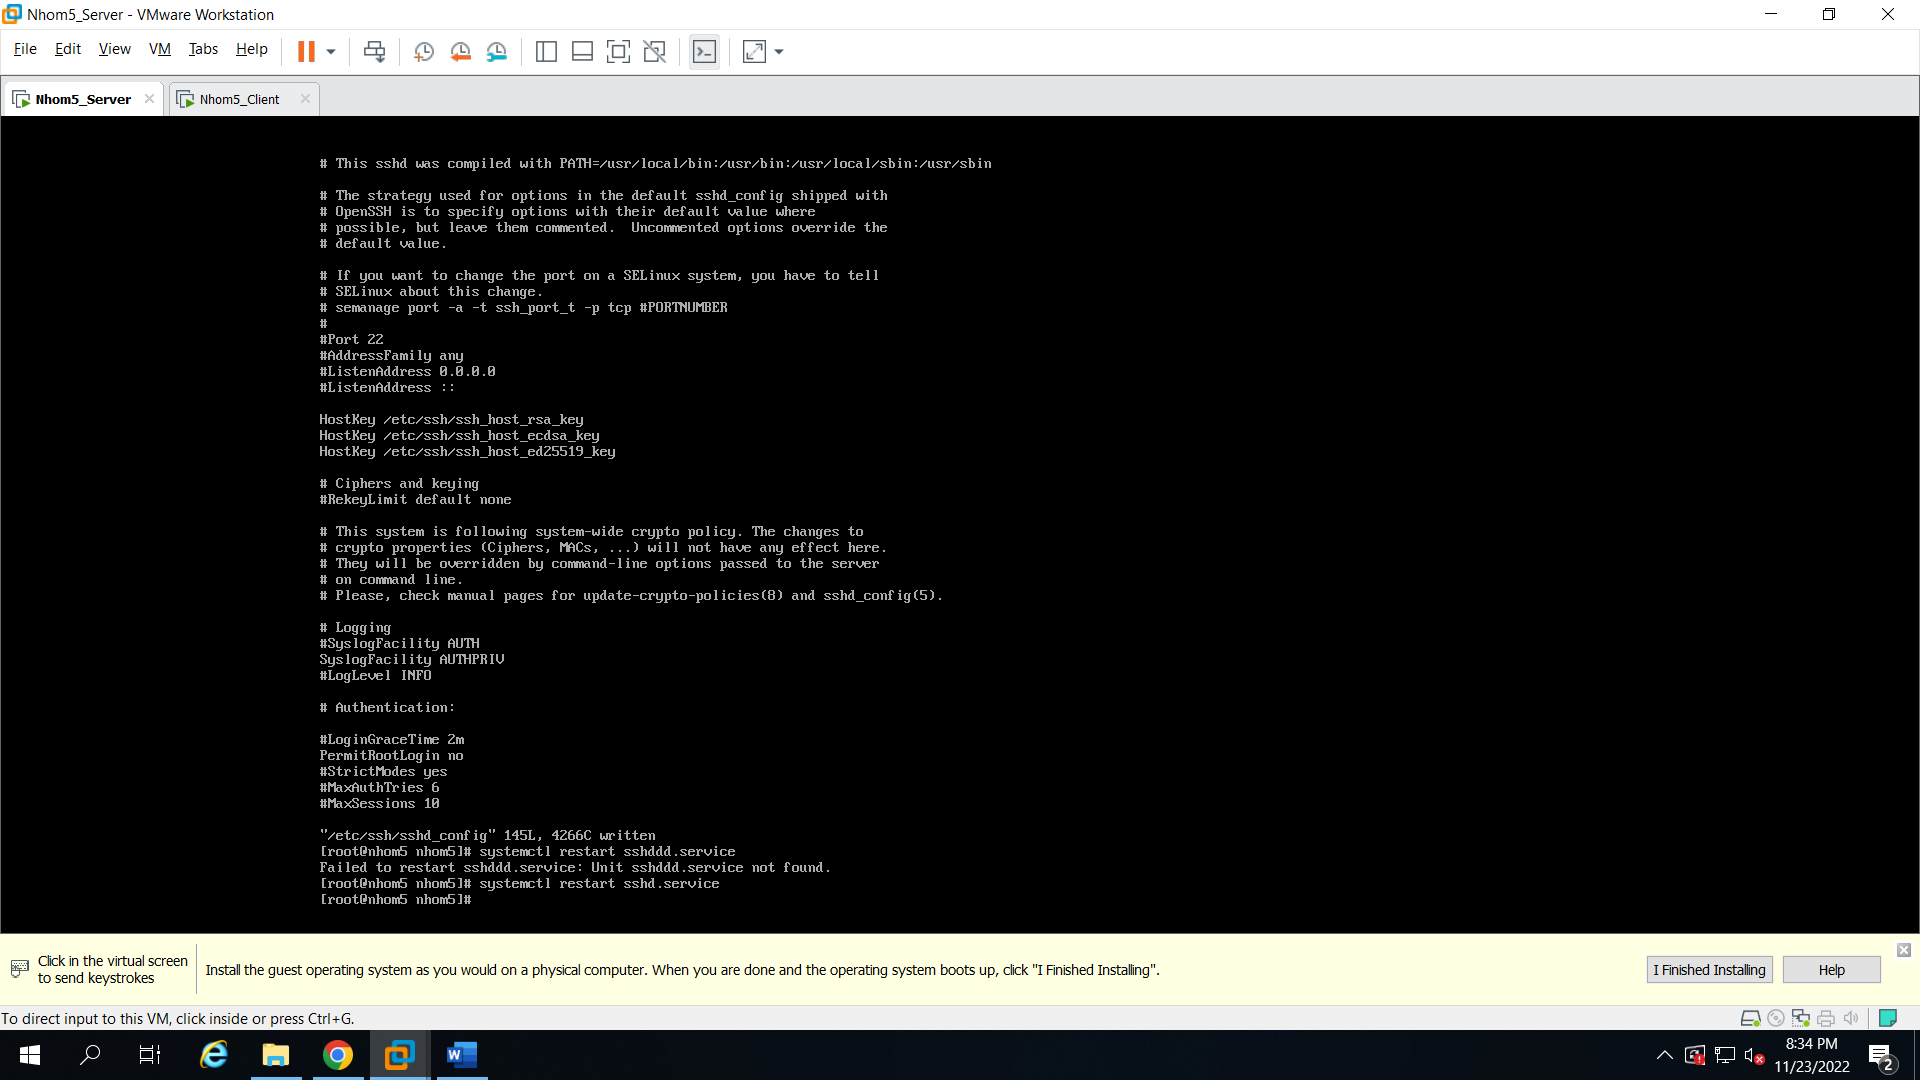 Nhom5_Server - VMware Workstation
File Edit View VM Tabs Help
Nhom5_Server Nhom5_Client
# This sshd was compiled with PATH=/usr/local/bin:/usr/bin:/usr/local/sbin:/usr/sbin
# The strategy used for options in the default sshd_config shipped with
# OpenSSH is to specify options with their default value where
# possible, but leave them commented.  Uncommented options override the
# default value.
# If you want to change the port on a SELinux system, you have to tell
# SELinux about this change.
# semanage port -a -t ssh_port_t -p tcp #PORTNUMBER
#
#Port 22
#AddressFamily any
#ListenAddress 0.0.0.0
#ListenAddress ::
HostKey /etc/ssh/ssh_host_rsa_key
HostKey /etc/ssh/ssh_host_ecdsa_key
HostKey /etc/ssh/ssh_host_ed25519_key
# Ciphers and keying
#RekeyLimit default none
# This system is following system-wide crypto policy. The changes to
# crypto properties (Ciphers, MACs, ...) will not have any effect here.
# They will be overridden by command-line options passed to the server
# on command line.
# Please, check manual pages for update-crypto-policies(8) and sshd_config(5).
# Logging
#SyslogFacility AUTH
SyslogFacility AUTHPRIV
#LogLevel INFO
# Authentication:
#LoginGraceTime 2m
PermitRootLogin no
#StrictModes yes
#MaxAuthTries 6
#MaxSessions 10
"/etc/ssh/sshd_config" 145L, 4266C written
[root@nhom5 nhom5]# systemctl restart sshddd.service
Failed to restart sshddd.service: Unit sshddd.service not found.
[root@nhom5 nhom5]# systemctl restart sshd.service
[root@nhom5 nhom5]#
Click in the virtual screen
to send keystrokes
Install the guest operating system as you would on a physical computer. When you are done and the operating system boots up, click "I Finished Installing".
I Finished Installing Help
To direct input to this VM, click inside or press Ctrl+G.
8:34 PM
11/23/2022
2